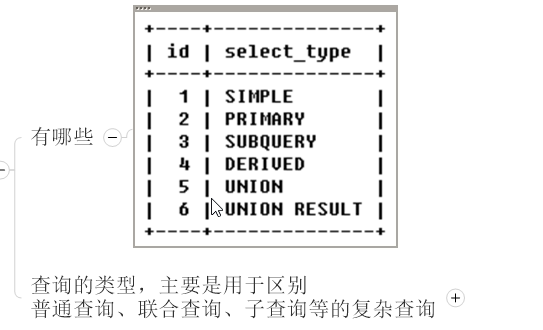 +----+--------------+
| id | select_type |
+----+--------------+
| 1 | SIMPLE |
| 2 | PRIMARY |
| 3 | SUBQUERY |
| 4 | DERIVED |
| 5 | UNION |
| 6 | UNION RESULT |
+----+--------------+
有哪些
查询的类型，主要是用于区别
普通查询、联合查询、子查询等的复杂查询